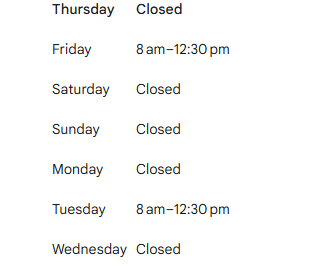 Thursday Closed
Friday 8 am–12:30 pm
Saturday Closed
Sunday Closed
Monday Closed
Tuesday 8 am–12:30 pm
Wednesday Closed